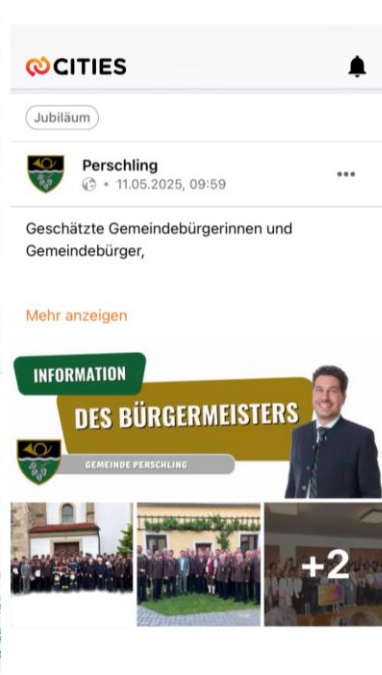 CITIES
Jubiläum
Perschling
• 11.05.2025, 09:59
Geschätzte Gemeindebürgerinnen und
Gemeindebürger,
Mehr anzeigen
INFORMATION
DES BÜRGERMEISTERS
GEMEINDE PERSCHLING
+2